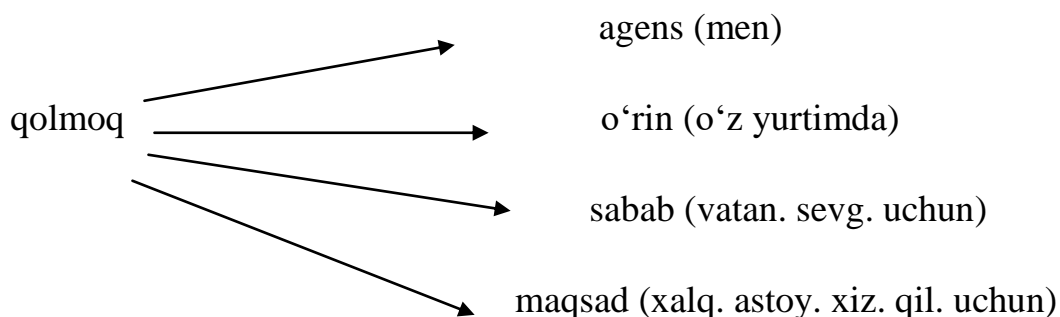 agens (men)
qolmoq
o‘rin (o‘z yurtimda)
sabab (vatan. sevg. uchun)
maqsad (xalq. astoy. xiz. qil. uchun)